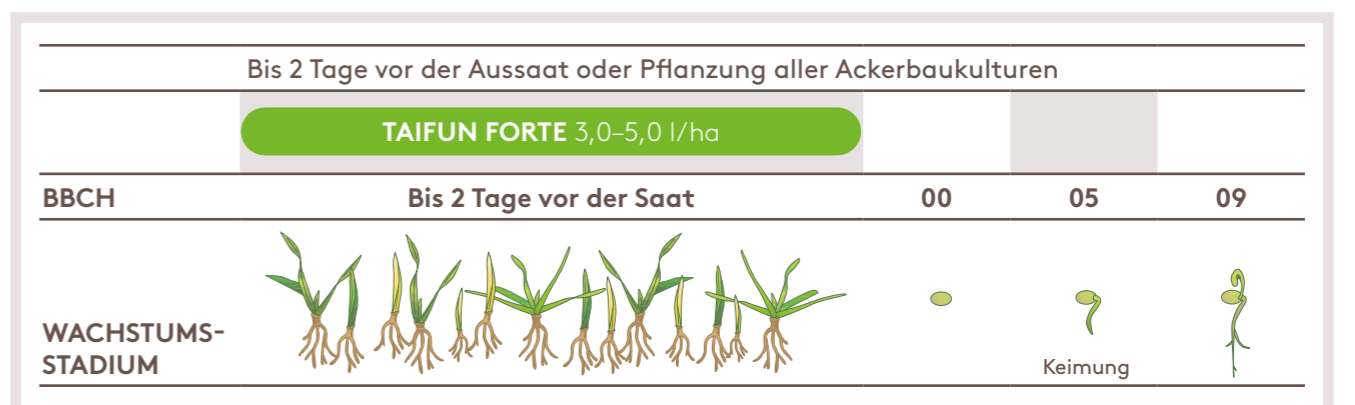 Bis 2 Tage vor der Aussaat oder Pflanzung aller Ackerbaukulturen
TAIFUN FORTE 3,0–5,0 l/ha
BBCH Bis 2 Tage vor der Saat 00 05 09
WACHSTUMS-
STADIUM
Keimung